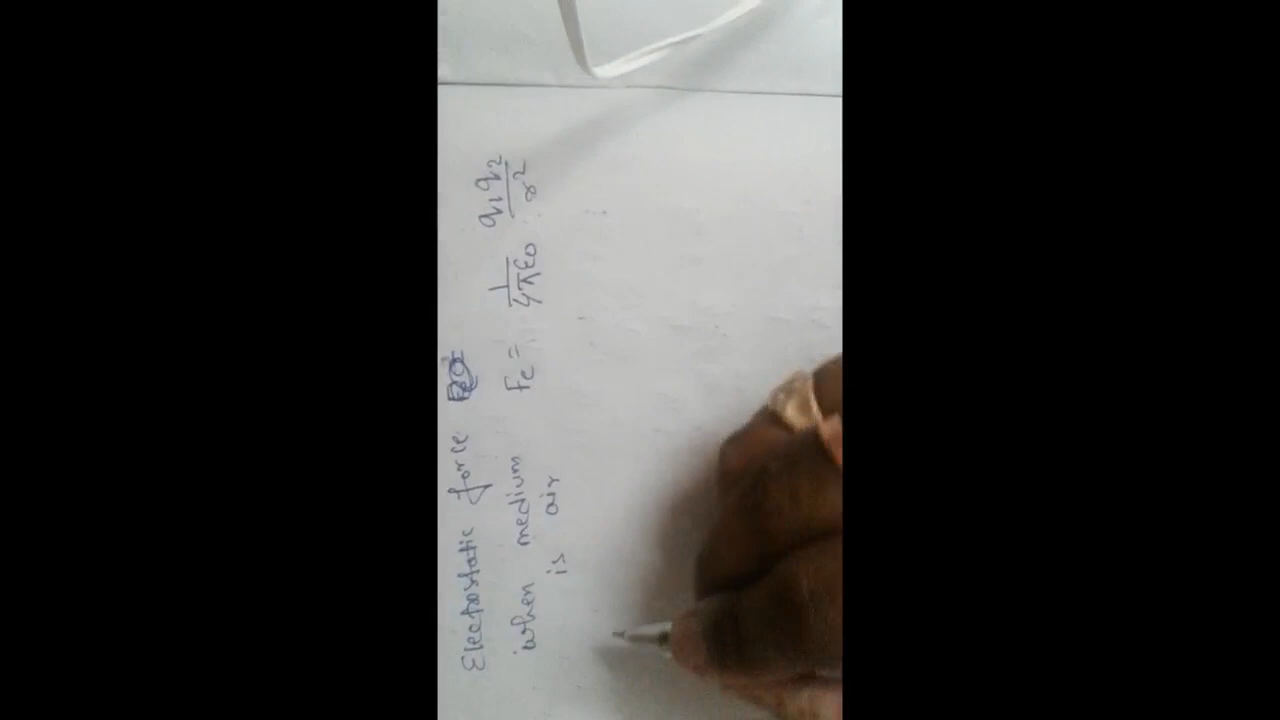 Electrostatic force
when medium Fe = 1/4πε0 q1q2/r2
is air